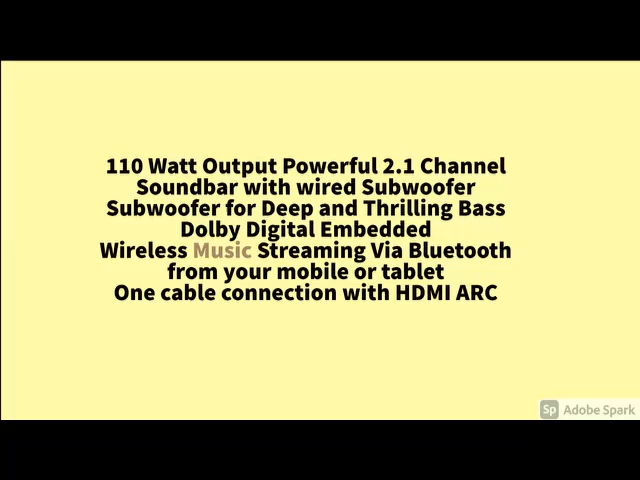 110 Watt Output Powerful 2.1 Channel
Soundbar with wired Subwoofer
Subwoofer for Deep and Thrilling Bass
Dolby Digital Embedded
Wireless Music Streaming Via Bluetooth
from your mobile or tablet
One cable connection with HDMI ARC
Sp Adobe Spark